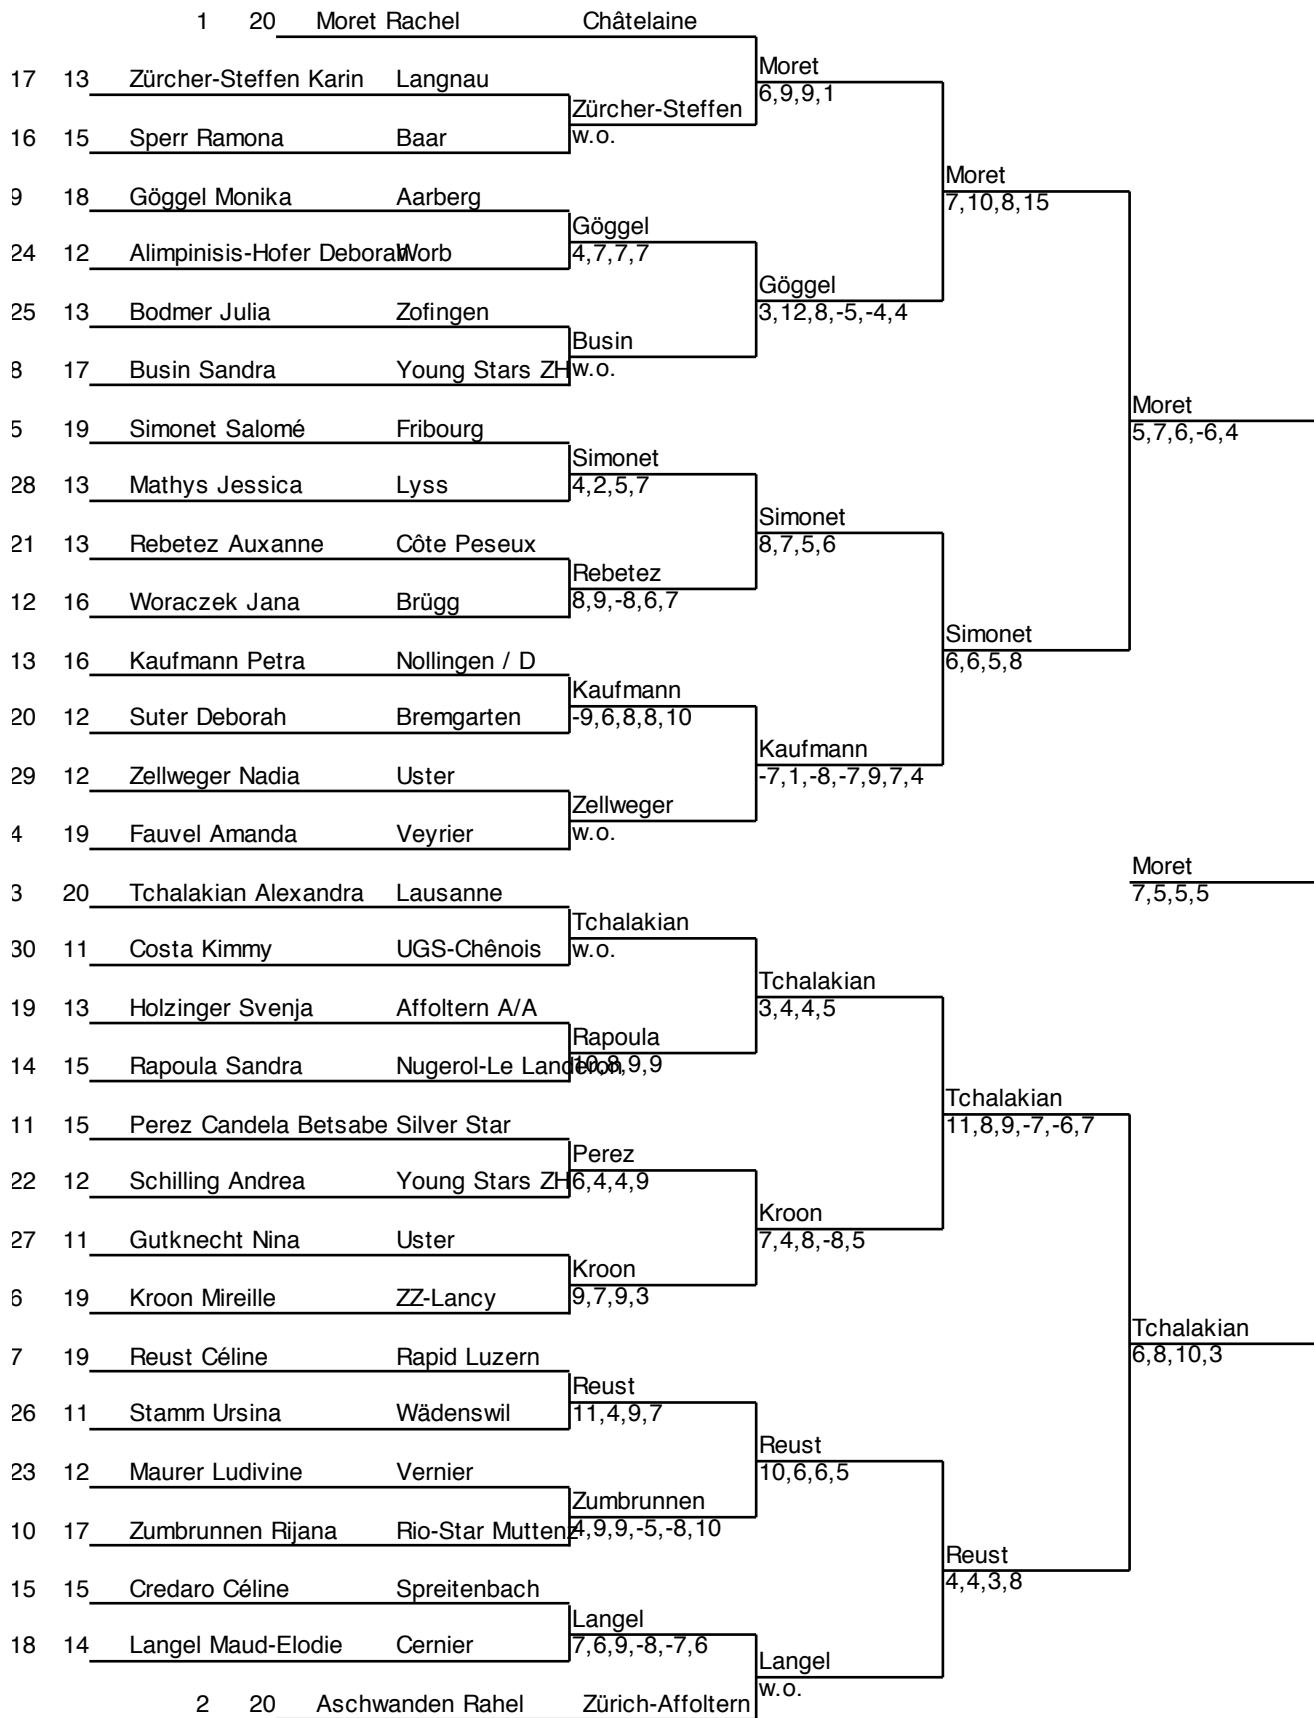 1 20 Moret Rachel Châtelaine
Moret
17 13 Zürcher-Steffen Karin Langnau
6,9,9,1
Zürcher-Steffen
16 15 Sperr Ramona Baar
w.o.
Moret
9 18 Göggel Monika Aarberg
7,10,8,15
Göggel
24 12 Alimpinisis-Hofer Deborah Worb
4,7,7,7
Göggel
25 13 Bodmer Julia Zofingen
3,12,8,-5,-4,4
Busin
8 17 Busin Sandra Young Stars ZH
w.o.
Moret
5 19 Simonet Salomé Fribourg
5,7,6,-6,4
Simonet
28 13 Mathys Jessica Lyss
4,2,5,7
Simonet
21 13 Rebetez Auxanne Côte Peseux
8,7,5,6
Rebetez
12 16 Woraczek Jana Brügg
8,9,-8,6,7
Simonet
13 16 Kaufmann Petra Nollingen / D
6,6,5,8
Kaufmann
20 12 Suter Deborah Bremgarten
-9,6,8,8,10
Kaufmann
29 12 Zellweger Nadia Uster
-7,1,-8,-7,9,7,4
Zellweger
4 19 Fauvel Amanda Veyrier
w.o.
Moret
3 20 Tchalakian Alexandra Lausanne
7,5,5,5
Tchalakian
30 11 Costa Kimmy UGS-Chênois
w.o.
Tchalakian
19 13 Holzinger Svenja Affoltern A/A
3,4,4,5
Rapoula
14 15 Rapoula Sandra Nugerol-Le Landeron
10,8,9,9
Tchalakian
11 15 Perez Candela Betsabe Silver Star
11,8,9,-7,-6,7
Perez
22 12 Schilling Andrea Young Stars ZH
6,4,4,9
Kroon
27 11 Gutknecht Nina Uster
7,4,8,-8,5
Kroon
6 19 Kroon Mireille ZZ-Lancy
9,7,9,3
Tchalakian
7 19 Reust Céline Rapid Luzern
6,8,10,3
Reust
26 11 Stamm Ursina Wädenswil
11,4,9,7
Reust
23 12 Maurer Ludivine Vernier
10,6,6,5
Zumbrunnen
10 17 Zumbrunnen Rijana Rio-Star Muttenz
4,9,9,-5,-8,10
Reust
15 15 Credaro Céline Spreitenbach
4,4,3,8
Langel
18 14 Langel Maud-Elodie Cernier
7,6,9,-8,-7,6
Langel
w.o.
2 20 Aschwanden Rahel Zürich-Affoltern